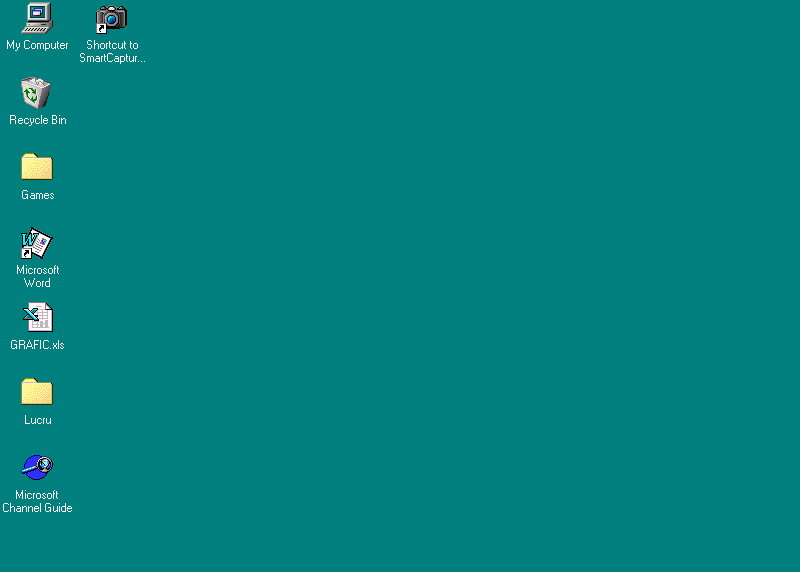 My Computer
Shortcut to
SmartCaptur...
Recycle Bin
Games
Microsoft
Word
GRAFIC.xls
Lucru
Microsoft
Channel Guide